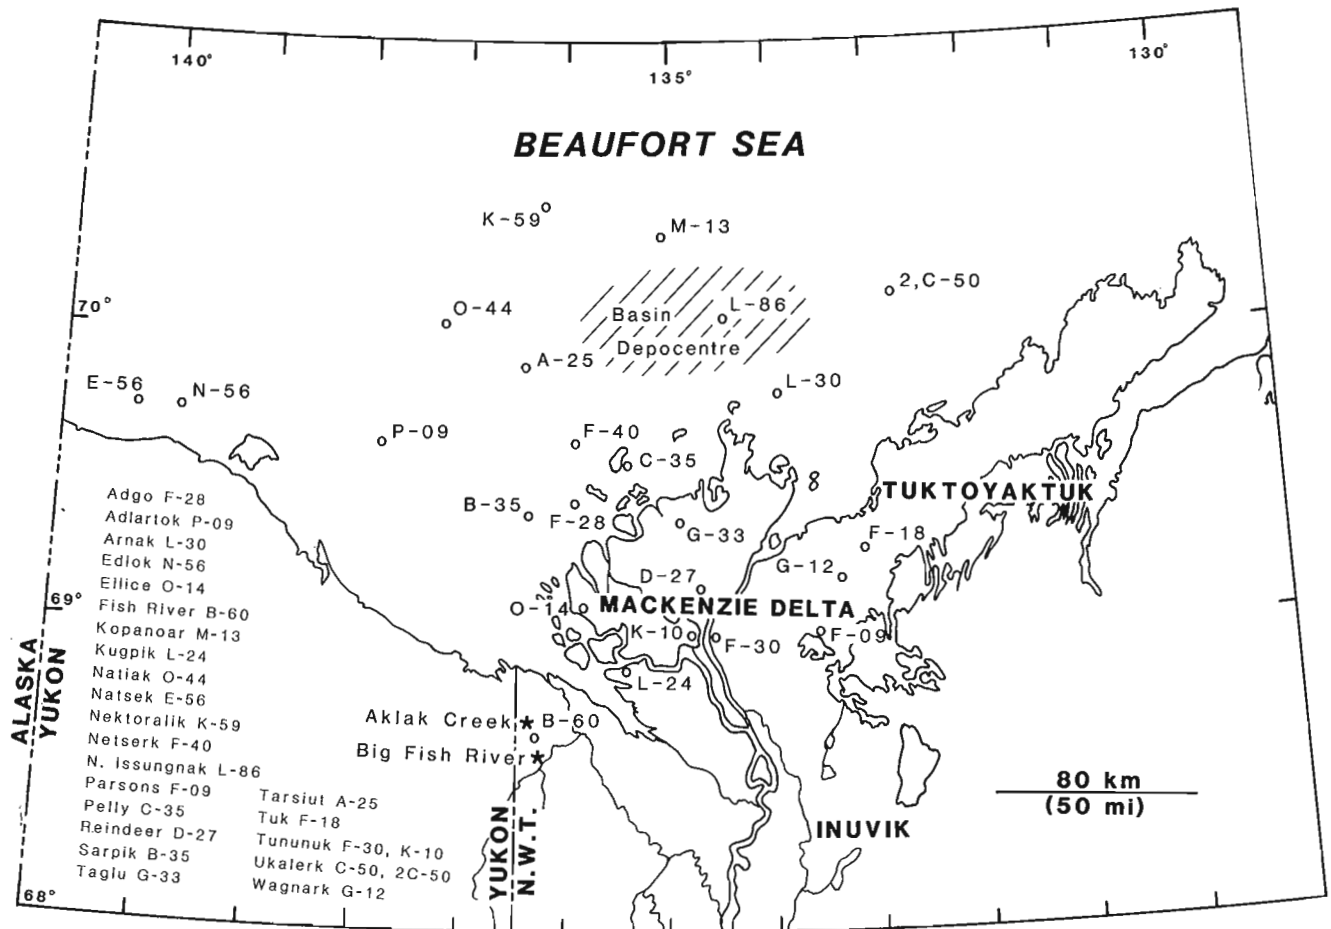 140°
135°
130°
BEAUFORT SEA
K-59
M-13
2,C-50
70°
O-44
L-86
Basin
Depocentre
A-25
L-30
E-56
N-56
P-09
F-40
C-35
TUKTOYAKTUK
B-35
F-28
G-33
F-18
G-12
D-27
69°
O-14
MACKENZIE DELTA
K-10
F-30
F-09
L-24
Aklak Creek
B-60
Big Fish River
ALASKA
YUKON
Adgo F-28
Adlartok P-09
Arnak L-30
Edlok N-56
Ellice O-14
Fish River B-60
Kopanoar M-13
Kugpik L-24
Natiak O-44
Natsek E-56
Nektoralik K-59
Netserk F-40
N. Issungnak L-86
Parsons F-09
Pelly C-35
Reindeer D-27
Sarpik B-35
Taglu G-33
Tarsiut A-25
Tuk F-18
Tununuk F-30, K-10
Ukalerk C-50, 2C-50
Wagnark G-12
YUKON
N.W.T.
INUVIK
80 km
(50 mi)
68°